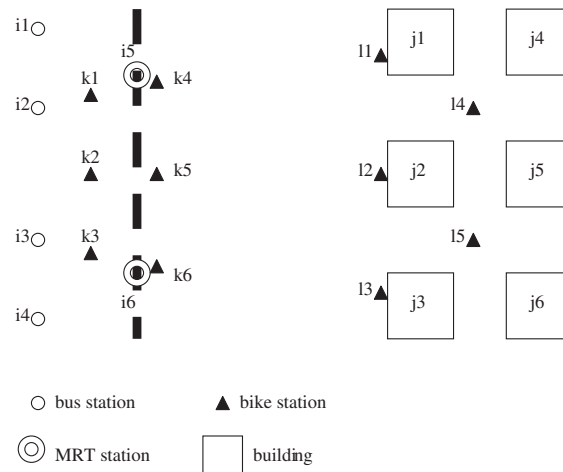 i1
j1
j4
i5
l1
k1
k4
i2
l4
k2
k5
l2
j2
j5
i3
k3
l5
k6
l3
i6
j3
j6
i4
bus station
bike station
MRT station
building